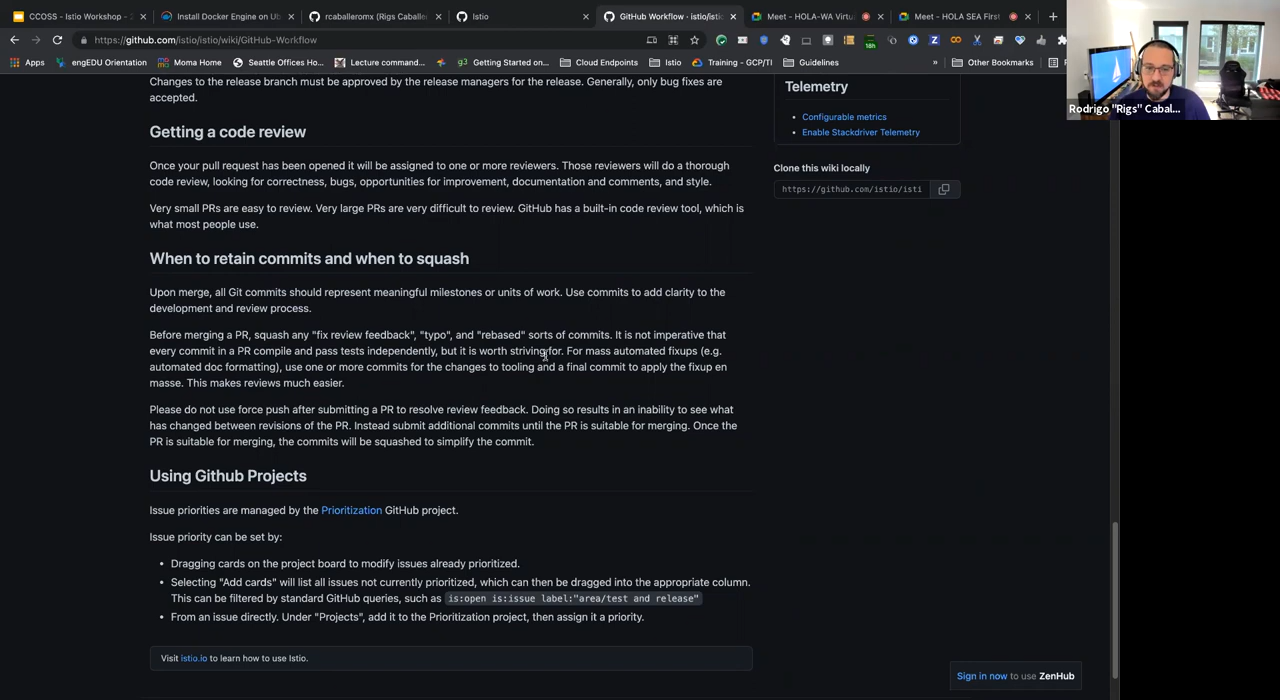 CCOSS - Istio Workshop - 2
Install Docker Engine on Ub
rcaballeromx (Rigs Caballe
Istio
GitHub Workflow · istio/istio
Meet - HOLA-WA Virtu
Meet - HOLA SEA First
https://github.com/istio/istio/wiki/GitHub-Workflow
Apps
engEDU Orientation
Moma Home
Seattle Offices Ho...
Lecture command...
Getting Started on...
Cloud Endpoints
Istio
Training - GCP/TI
Guidelines
»
Other Bookmarks
Rodrigo "Rigs" Cabal...
Changes to the release branch must be approved by the release managers for the release. Generally, only bug fixes are
accepted.
Getting a code review
Once your pull request has been opened it will be assigned to one or more reviewers. Those reviewers will do a thorough
code review, looking for correctness, bugs, opportunities for improvement, documentation and comments, and style.
Very small PRs are easy to review. Very large PRs are very difficult to review. GitHub has a built-in code review tool, which is
what most people use.
When to retain commits and when to squash
Upon merge, all Git commits should represent meaningful milestones or units of work. Use commits to add clarity to the
development and review process.
Before merging a PR, squash any "fix review feedback", "typo", and "rebased" sorts of commits. It is not imperative that
every commit in a PR compile and pass tests independently, but it is worth striving for. For mass automated fixups (e.g.
automated doc formatting), use one or more commits for the changes to tooling and a final commit to apply the fixup en
masse. This makes reviews much easier.
Please do not use force push after submitting a PR to resolve review feedback. Doing so results in an inability to see what
has changed between revisions of the PR. Instead submit additional commits until the PR is suitable for merging. Once the
PR is suitable for merging, the commits will be squashed to simplify the commit.
Using Github Projects
Issue priorities are managed by the Prioritization GitHub project.
Issue priority can be set by:
• Dragging cards on the project board to modify issues already prioritized.
• Selecting "Add cards" will list all issues not currently prioritized, which can then be dragged into the appropriate column.
This can be filtered by standard GitHub queries, such as is:open is:issue label:"area/test and release"
• From an issue directly. Under "Projects", add it to the Prioritization project, then assign it a priority.
Visit istio.io to learn how to use Istio.
Telemetry
• Configurable metrics
• Enable Stackdriver Telemetry
Clone this wiki locally
https://github.com/istio/isti
Sign in now to use ZenHub